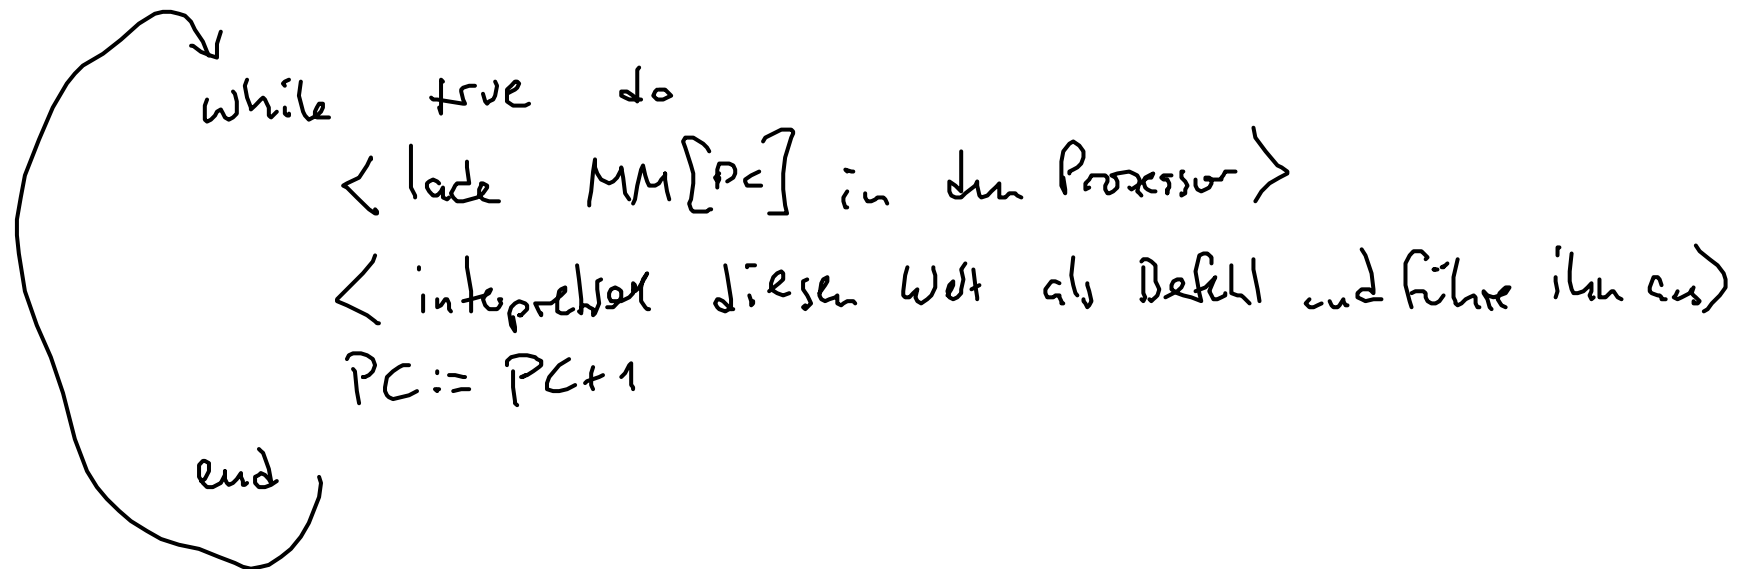 while true do
< lade MM[PC] in den Prozessor >
< interpretiert diesen Wert als Befehl und führe ihn aus >
PC := PC + 1
end